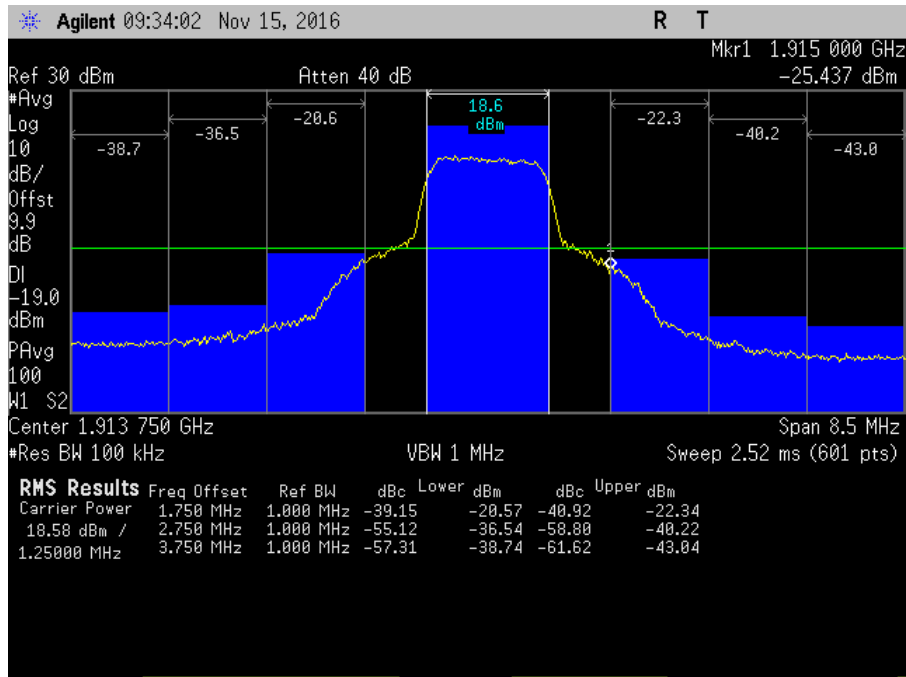 Agilent 09:34:02 Nov 15, 2016 R T
Mkr1 1.915 000 GHz
Ref 30 dBm Atten 40 dB -25.437 dBm
#Avg
Log
10
dB/
Offst
9.9
dB
DI
-19.0
dBm
PAvg
100
W1 S2
-38.7 -36.5 -20.6 18.6 dBm -22.3 -40.2 -43.0
1
Center 1.913 750 GHz Span 8.5 MHz
#Res BW 100 kHz VBW 1 MHz Sweep 2.52 ms (601 pts)
RMS Results Freq Offset Ref BW dBc Lower dBm dBc Upper dBm
Carrier Power 1.750 MHz 1.000 MHz -39.15 -20.57 -40.92 -22.34
18.58 dBm / 2.750 MHz 1.000 MHz -55.12 -36.54 -58.80 -40.22
1.25000 MHz 3.750 MHz 1.000 MHz -57.31 -38.74 -61.62 -43.04